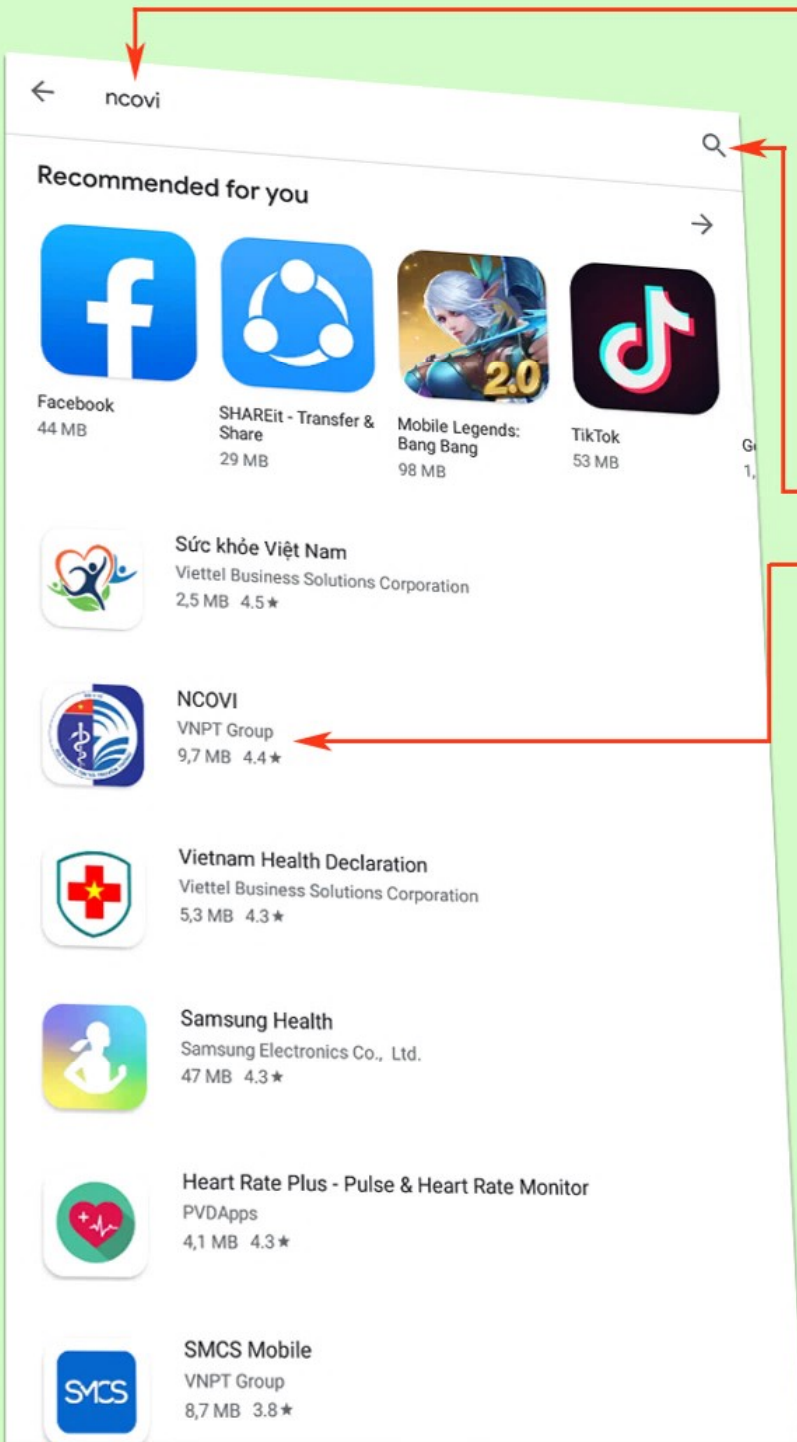 ncovi
Recommended for you
2.0
Facebook
44 MB
SHAREit - Transfer &
Share
29 MB
Mobile Legends:
Bang Bang
98 MB
TikTok
53 MB
G
1,
Sức khỏe Việt Nam
Viettel Business Solutions Corporation
2,5 MB 4.5★
NCOVI
VNPT Group
9,7 MB 4.4★
Vietnam Health Declaration
Viettel Business Solutions Corporation
5,3 MB 4.3★
Samsung Health
Samsung Electronics Co., Ltd.
47 MB 4.3★
Heart Rate Plus - Pulse & Heart Rate Monitor
PVDApps
4,1 MB 4.3★
SMCS
SMCS Mobile
VNPT Group
8,7 MB 3.8★